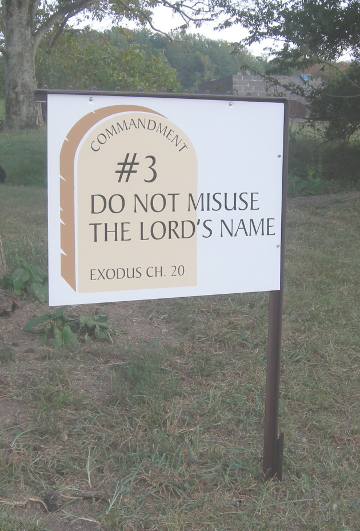 COMMANDMENT
#3
DO NOT MISUSE
THE LORD'S NAME
EXODUS CH. 20